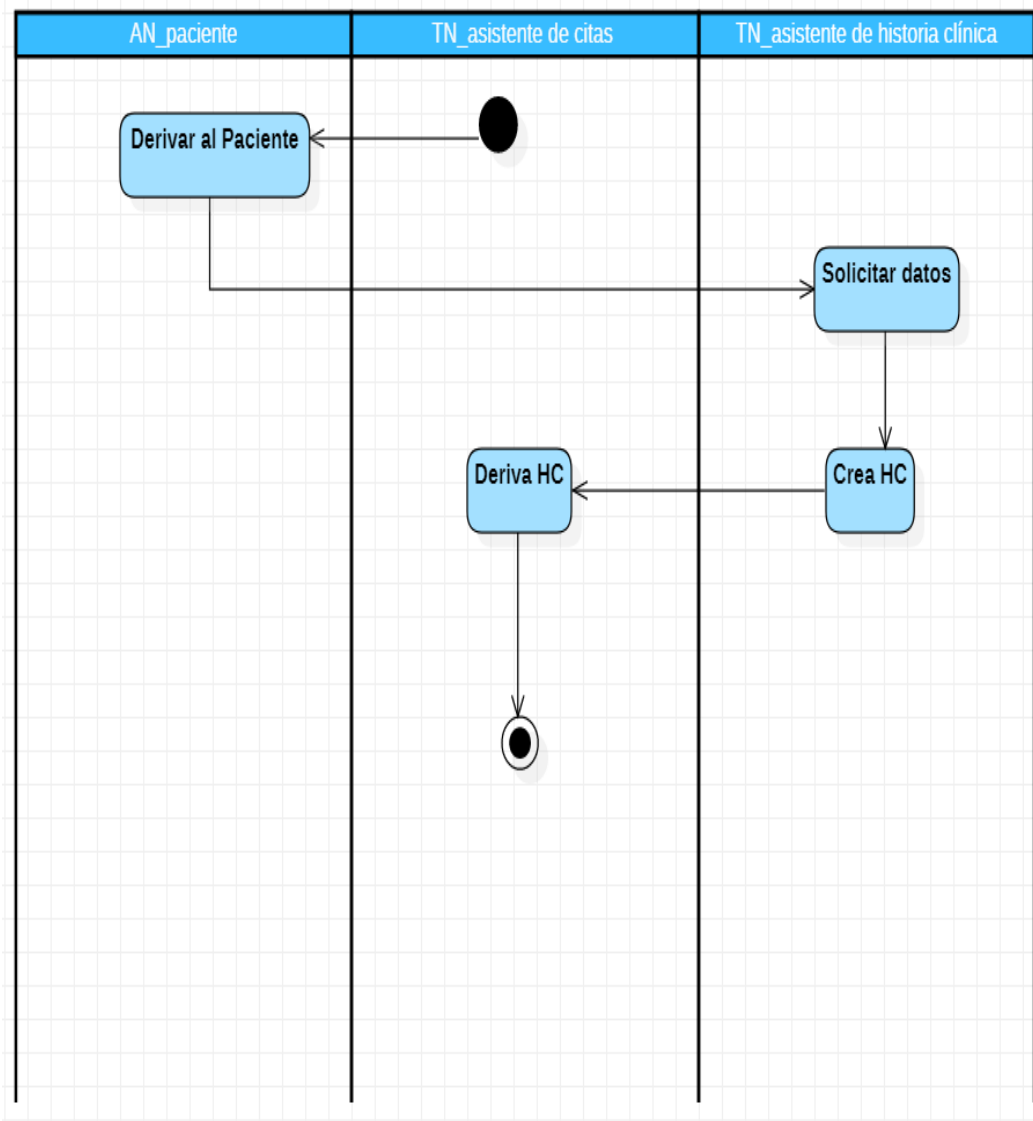 AN_paciente
TN_asistente de citas
TN_asistente de historia clínica
Derivar al Paciente
Solicitar datos
Deriva HC
Crea HC